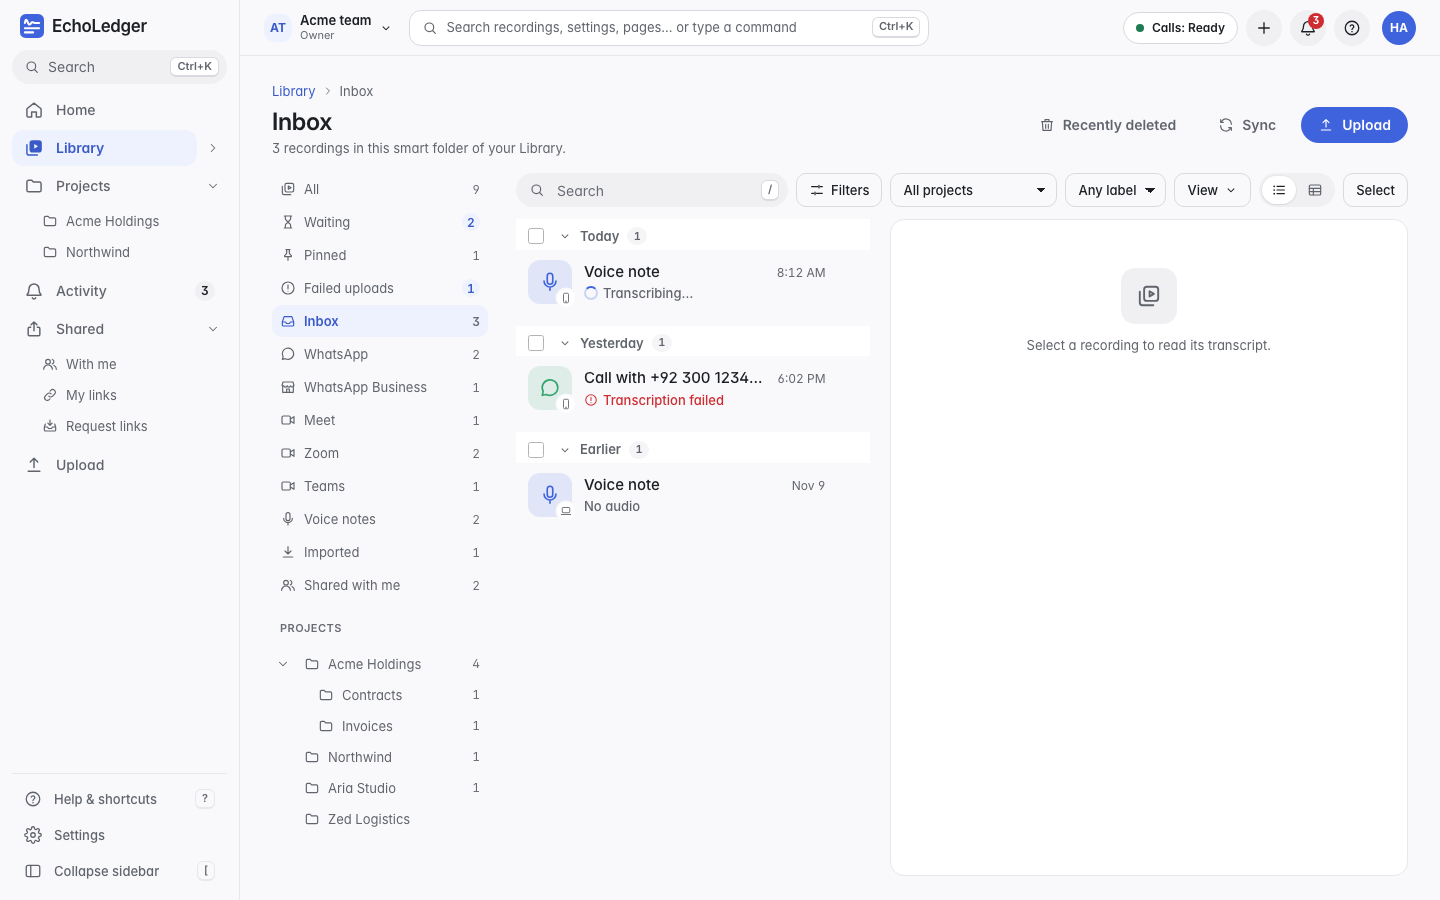 EchoLedger
Search Ctrl+K
Home
Library
Projects
Acme Holdings
Northwind
Activity 3
Shared
With me
My links
Request links
Upload
Help & shortcuts ?
Settings
Collapse sidebar [
AT Acme team
Owner
Search recordings, settings, pages... or type a command Ctrl+K
Calls: Ready
3
HA
Library > Inbox
Inbox
3 recordings in this smart folder of your Library.
Recently deleted
Sync
Upload
All 9
Waiting 2
Pinned 1
Failed uploads 1
Inbox 3
WhatsApp 2
WhatsApp Business 1
Meet 1
Zoom 2
Teams 1
Voice notes 2
Imported 1
Shared with me 2
PROJECTS
Acme Holdings 4
Contracts 1
Invoices 1
Northwind 1
Aria Studio 1
Zed Logistics
Search /
Filters
All projects
Any label
View
Select
Today 1
Voice note 8:12 AM
Transcribing...
Yesterday 1
Call with +92 300 1234... 6:02 PM
Transcription failed
Earlier 1
Voice note Nov 9
No audio
Select a recording to read its transcript.